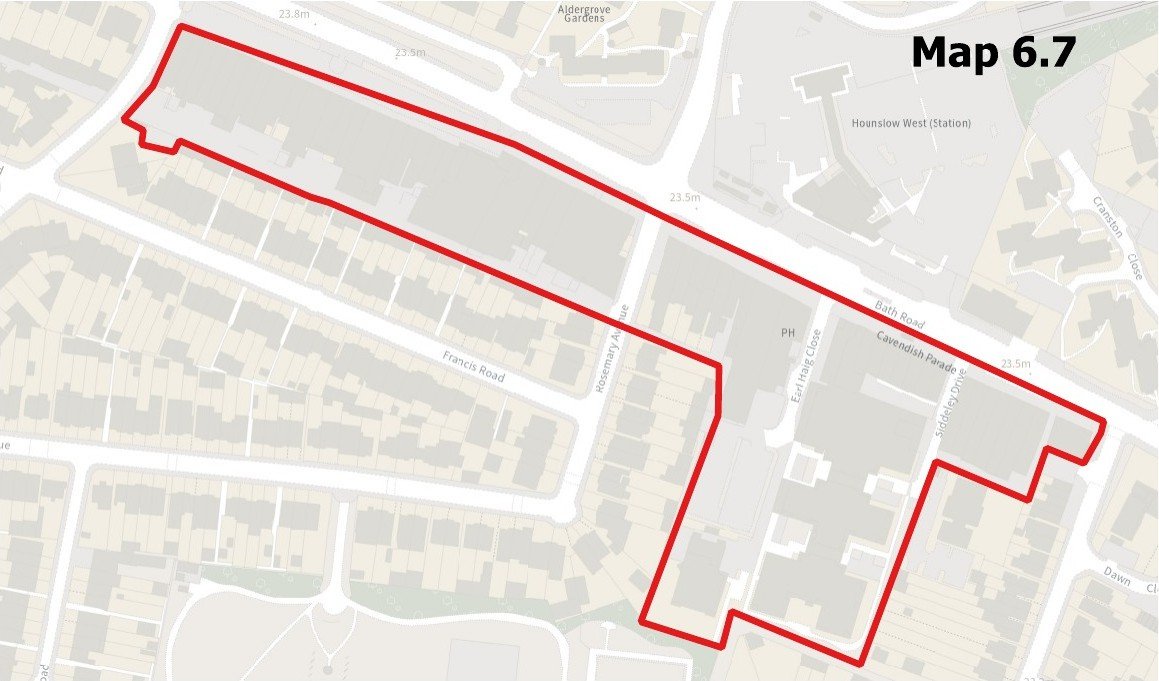 Aldergrove
Gardens
23.8m
23.5m
Map 6.7
Hounslow West (Station)
23.5m
Cranston Close
Bath Road
PH
Cavendish Parade
23.5m
Rosemary Avenue
Earl Haig Close
Francis Road
Siddeley Drive
Dawn